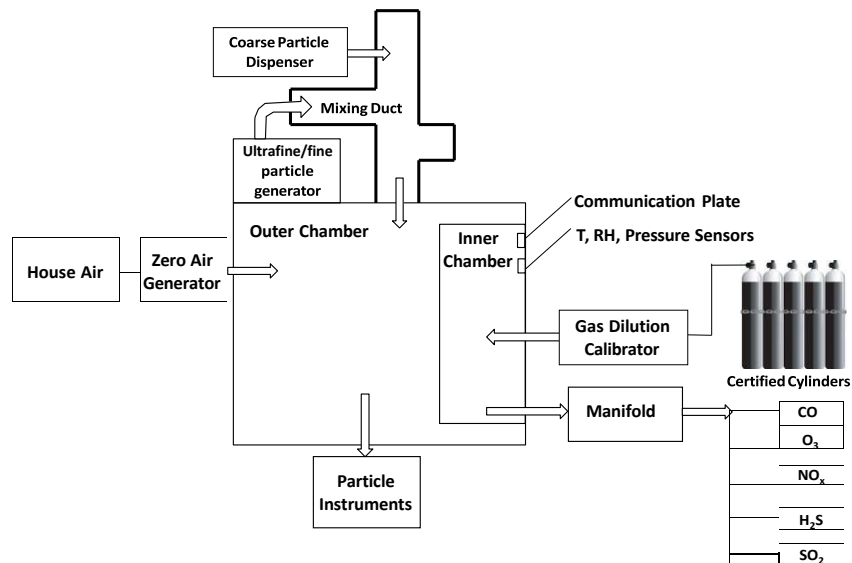 Coarse Particle
Dispenser
Mixing Duct
Ultrafine/fine
particle
generator
Communication Plate
T, RH, Pressure Sensors
Outer Chamber
Inner
Chamber
House Air
Zero Air
Generator
Gas Dilution
Calibrator
Certified Cylinders
Manifold
CO
O₃
NOₓ
H₂S
SO₂
Particle
Instruments